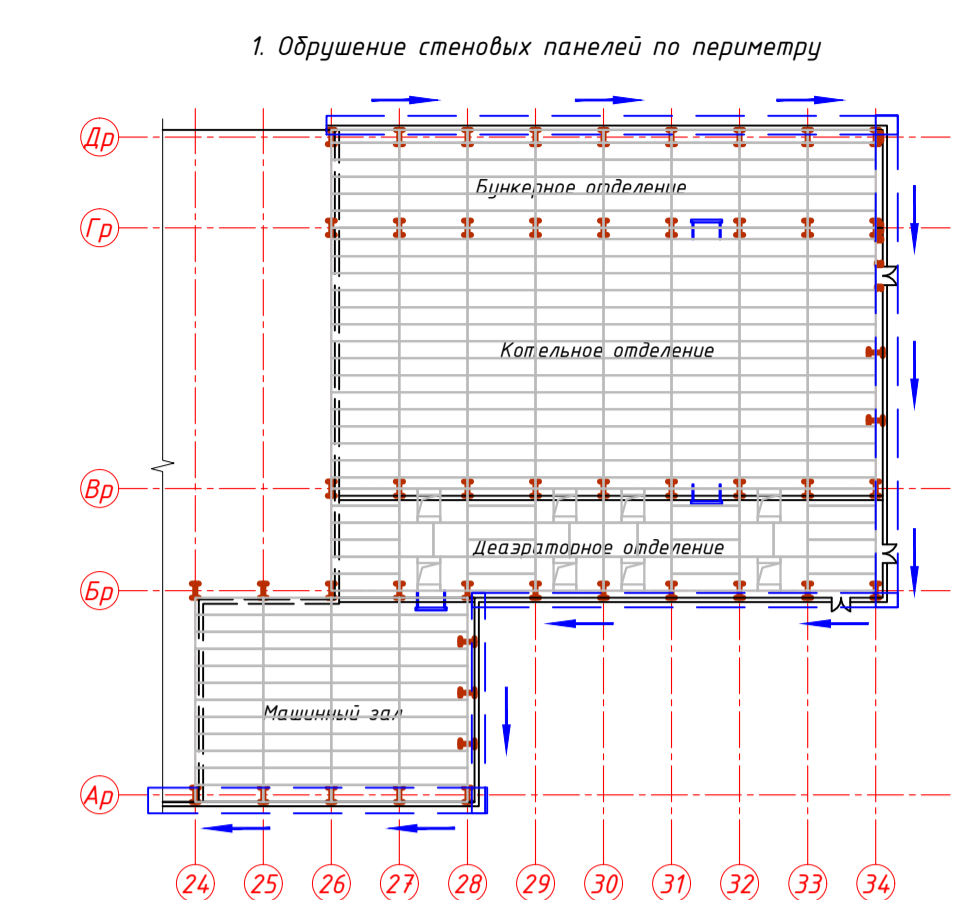 1. Обрушение стеновых панелей по периметру
Др
Бункерное отделение
Гр
Котельное отделение
Вр
Деаэраторное отделение
Бр
Машинный зал
Ар
24 25 26 27 28 29 30 31 32 33 34